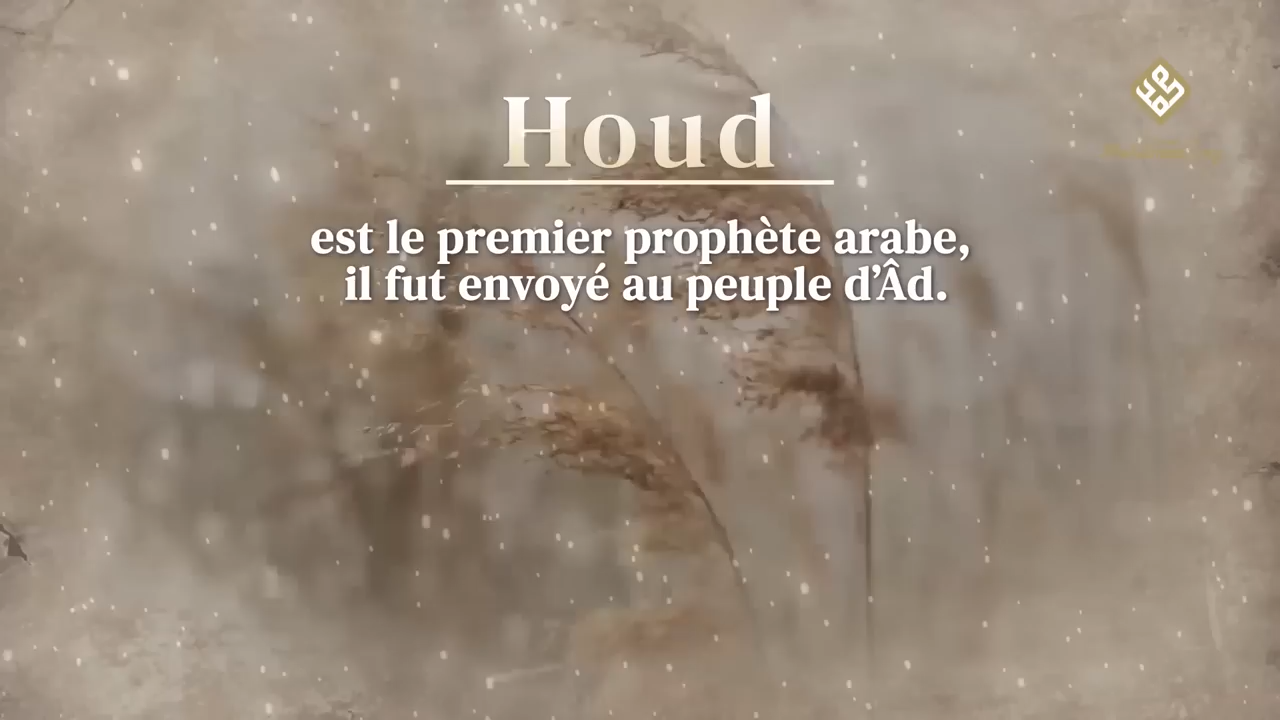 Houd
est le premier prophète arabe,
il fut envoyé au peuple d’Âd.